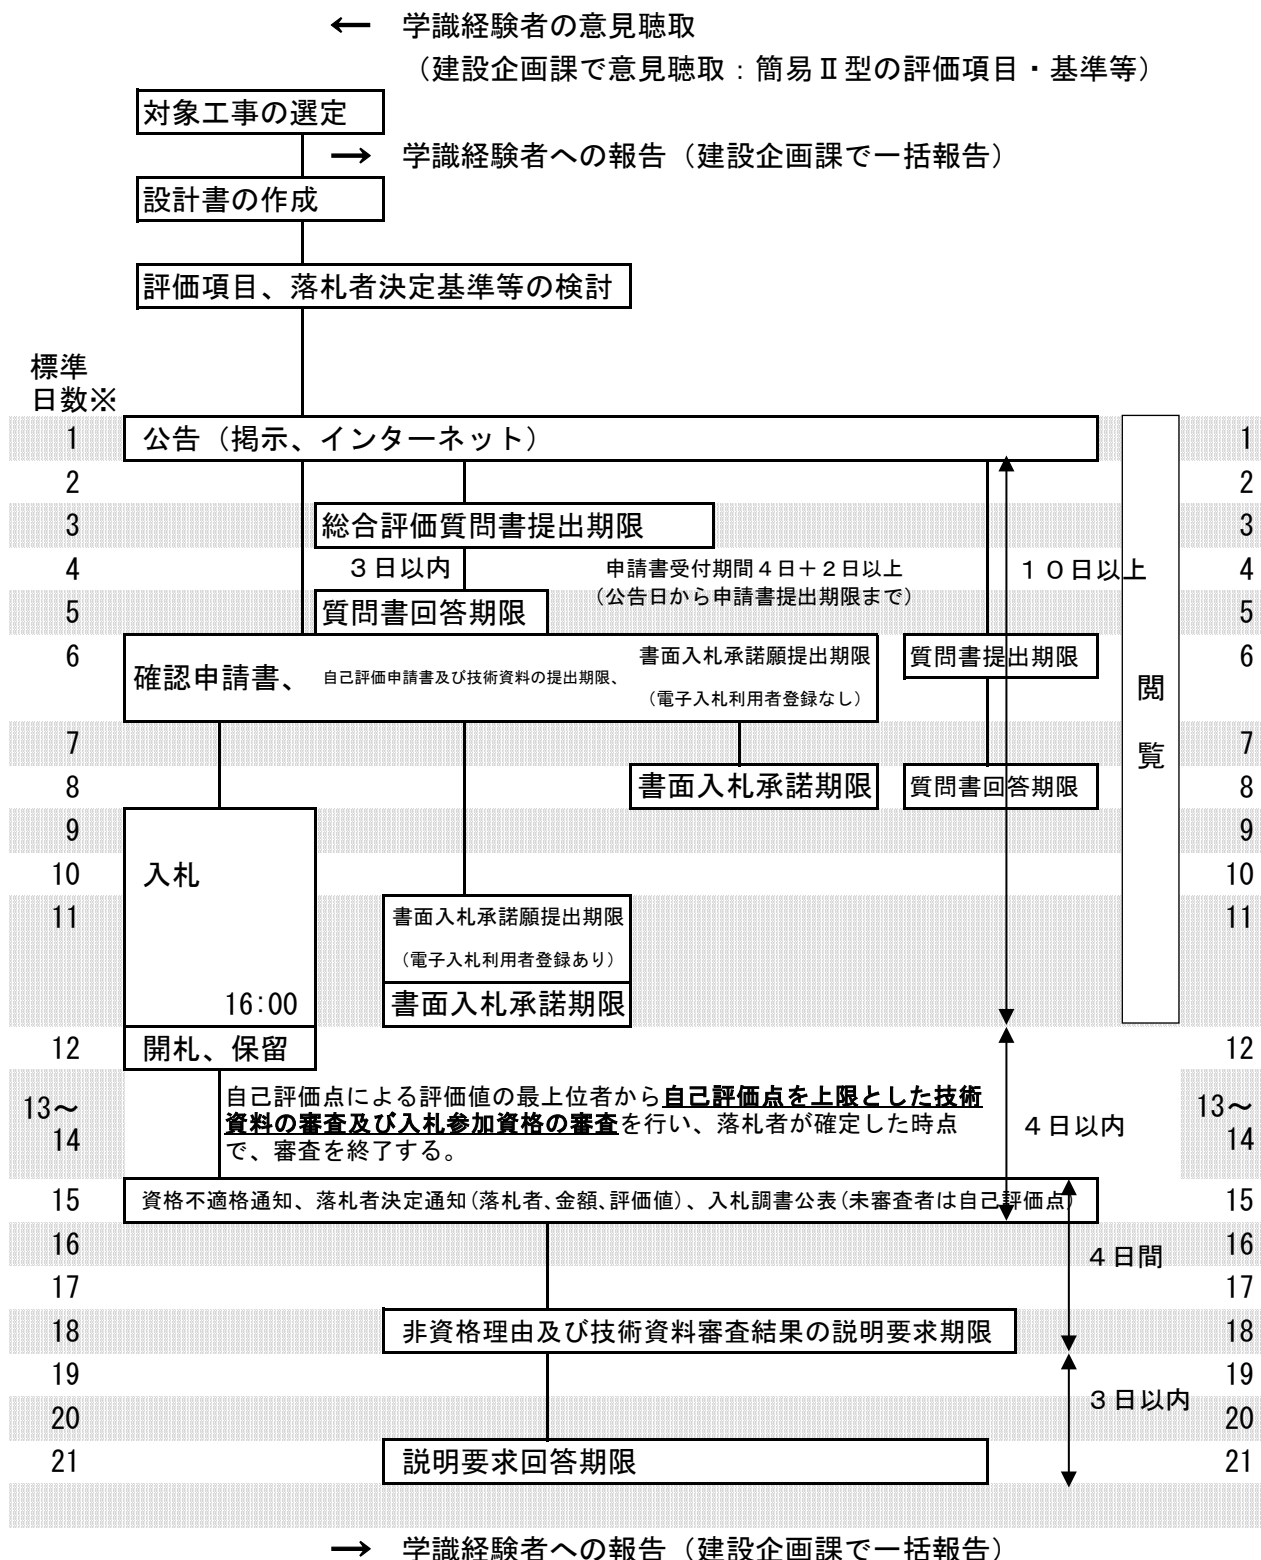 ← 学識経験者の意見聴取
（建設企画課で意見聴取：簡易Ⅱ型の評価項目・基準等）
対象工事の選定
→ 学識経験者への報告（建設企画課で一括報告）
設計書の作成
評価項目、落札者決定基準等の検討
標準
日数※
1 公告（掲示、インターネット） 1
2 2
3 総合評価質問書提出期限 3
4 ３日以内 申請書受付期間４日＋２日以上 １０日以上 4
（公告日から申請書提出期限まで）
5 質問書回答期限 5
6 書面入札承諾願提出期限 質問書提出期限 6
確認申請書、 自己評価申請書及び技術資料の提出期限、
（電子入札利用者登録なし）
閲
7 7
覧
8 書面入札承諾期限 質問書回答期限 8
9 9
10 入札 10
11 書面入札承諾願提出期限 11
（電子入札利用者登録あり）
16:00 書面入札承諾期限
12 開札、保留 12
13～ 自己評価点による評価値の最上位者から自己評価点を上限とした技術 13～
資料の審査及び入札参加資格の審査を行い、落札者が確定した時点 ４日以内
14 で、審査を終了する。 14
15 資格不適格通知、落札者決定通知(落札者、金額、評価値)、入札調書公表(未審査者は自己評価点) 15
16 ４日間 16
17 17
18 非資格理由及び技術資料審査結果の説明要求期限 18
19 19
３日以内
20 20
21 説明要求回答期限 21
→ 学識経験者への報告（建設企画課で一括報告）